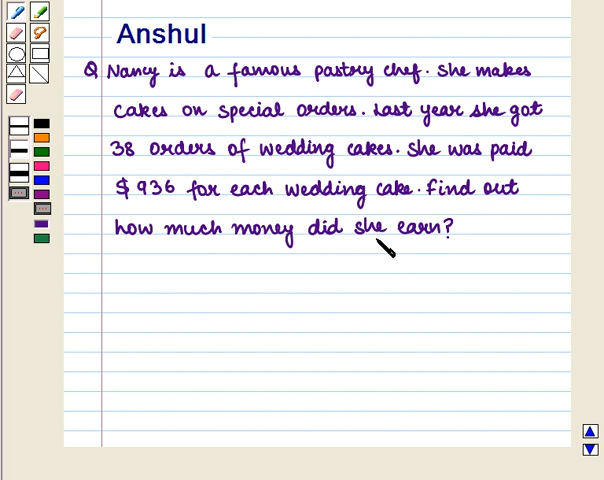 Anshul
Q Nancy is a famous pastry chef. She makes
cakes on special orders. Last year she got
38 orders of wedding cakes. She was paid
$ 936 for each wedding cake. Find out
how much money did she earn?